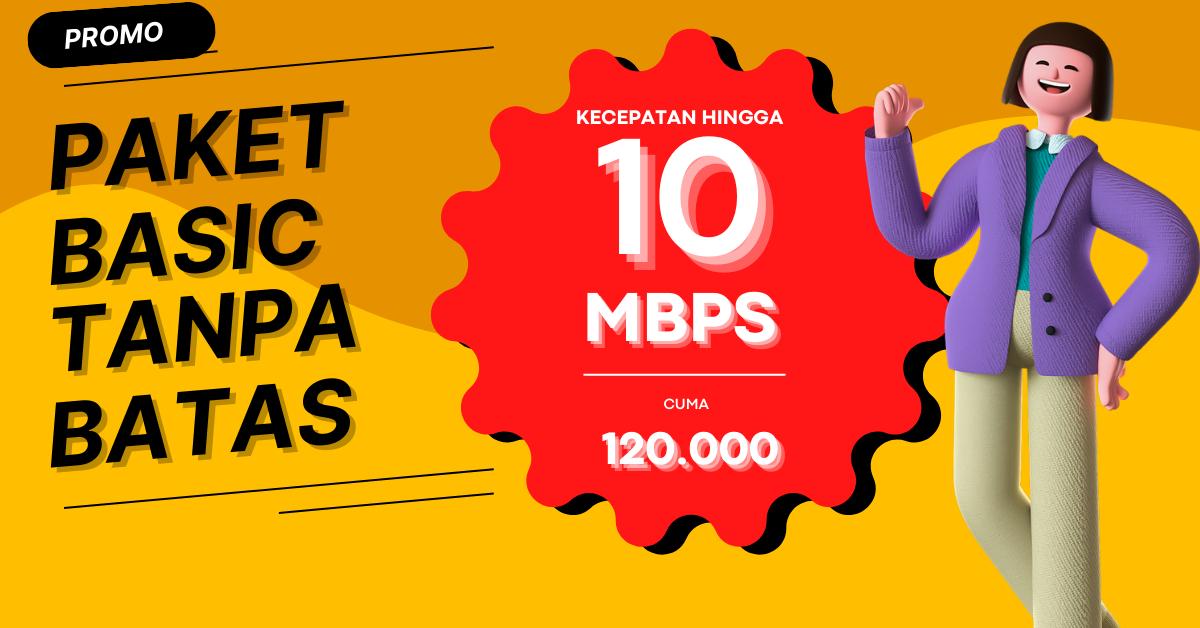 PROMO
PAKET
BASIC
TANPA
BATAS
KECEPATAN HINGGA
10
MBPS
CUMA
120.000